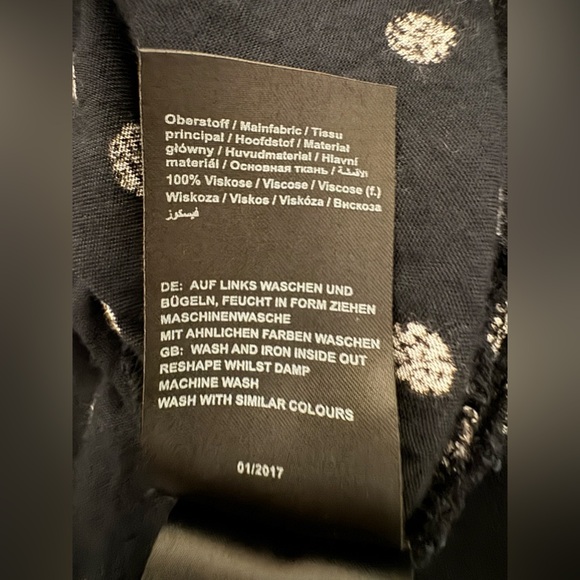 Oberstoff / Mainfabric / Tissu
principal / Hoofdstof / Material
główny / Huvudmaterial / Hlavní
materiál / Основная ткань / الأقمشة
100% Viskose / Viscose / Viscose (f.)
Wiskoza / Viskos / Viskóza / Вискоза
فيسكوز
DE: AUF LINKS WASCHEN UND
BÜGELN, FEUCHT IN FORM ZIEHEN
MASCHINENWASCHE
MIT AHNLICHEN FARBEN WASCHEN
GB: WASH AND IRON INSIDE OUT
RESHAPE WHILST DAMP
MACHINE WASH
WASH WITH SIMILAR COLOURS
01/2017